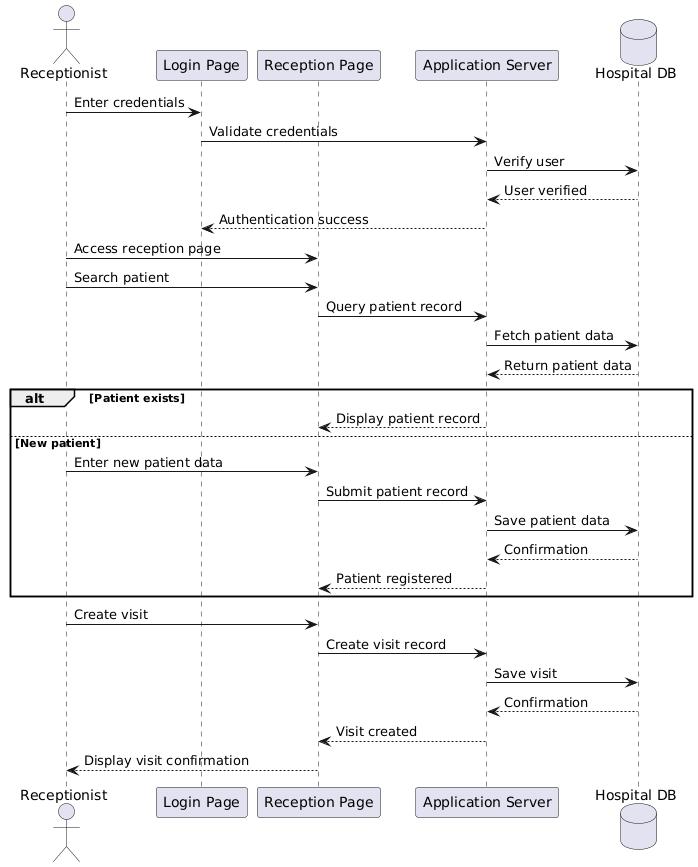 Receptionist
Login Page
Reception Page
Application Server
Hospital DB
Enter credentials
Validate credentials
Verify user
User verified
Authentication success
Access reception page
Search patient
Query patient record
Fetch patient data
Return patient data
alt [Patient exists]
Display patient record
[New patient]
Enter new patient data
Submit patient record
Save patient data
Confirmation
Patient registered
Create visit
Create visit record
Save visit
Confirmation
Visit created
Display visit confirmation
Receptionist
Login Page
Reception Page
Application Server
Hospital DB